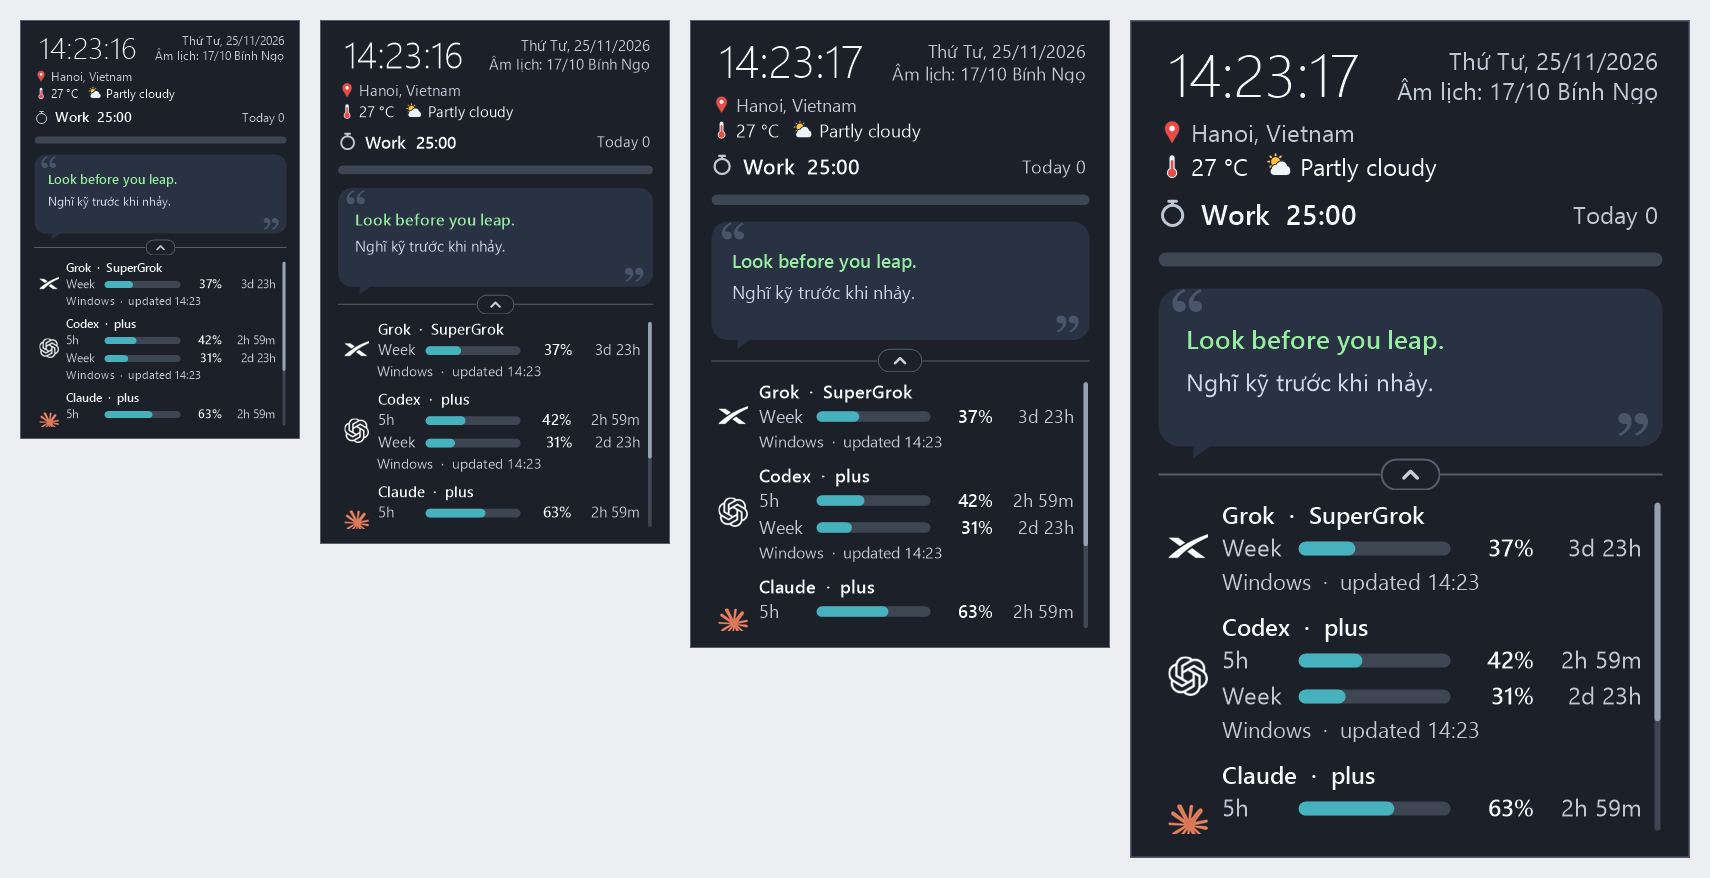 14:23:16
Thứ Tư, 25/11/2026
Âm lịch: 17/10 Bính Ngọ
Hanoi, Vietnam
27 °C Partly cloudy
Work 25:00 Today 0
“
Look before you leap.
Nghĩ kỹ trước khi nhảy.
”
Grok · SuperGrok
Week 37% 3d 23h
Windows · updated 14:23
Codex · plus
5h 42% 2h 59m
Week 31% 2d 23h
Windows · updated 14:23
Claude · plus
5h 63% 2h 59m
14:23:16
Thứ Tư, 25/11/2026
Âm lịch: 17/10 Bính Ngọ
Hanoi, Vietnam
27 °C Partly cloudy
Work 25:00 Today 0
“
Look before you leap.
Nghĩ kỹ trước khi nhảy.
”
Grok · SuperGrok
Week 37% 3d 23h
Windows · updated 14:23
Codex · plus
5h 42% 2h 59m
Week 31% 2d 23h
Windows · updated 14:23
Claude · plus
5h 63% 2h 59m
14:23:17
Thứ Tư, 25/11/2026
Âm lịch: 17/10 Bính Ngọ
Hanoi, Vietnam
27 °C Partly cloudy
Work 25:00 Today 0
“
Look before you leap.
Nghĩ kỹ trước khi nhảy.
”
Grok · SuperGrok
Week 37% 3d 23h
Windows · updated 14:23
Codex · plus
5h 42% 2h 59m
Week 31% 2d 23h
Windows · updated 14:23
Claude · plus
5h 63% 2h 59m
14:23:17
Thứ Tư, 25/11/2026
Âm lịch: 17/10 Bính Ngọ
Hanoi, Vietnam
27 °C Partly cloudy
Work 25:00 Today 0
“
Look before you leap.
Nghĩ kỹ trước khi nhảy.
”
Grok · SuperGrok
Week 37% 3d 23h
Windows · updated 14:23
Codex · plus
5h 42% 2h 59m
Week 31% 2d 23h
Windows · updated 14:23
Claude · plus
5h 63% 2h 59m